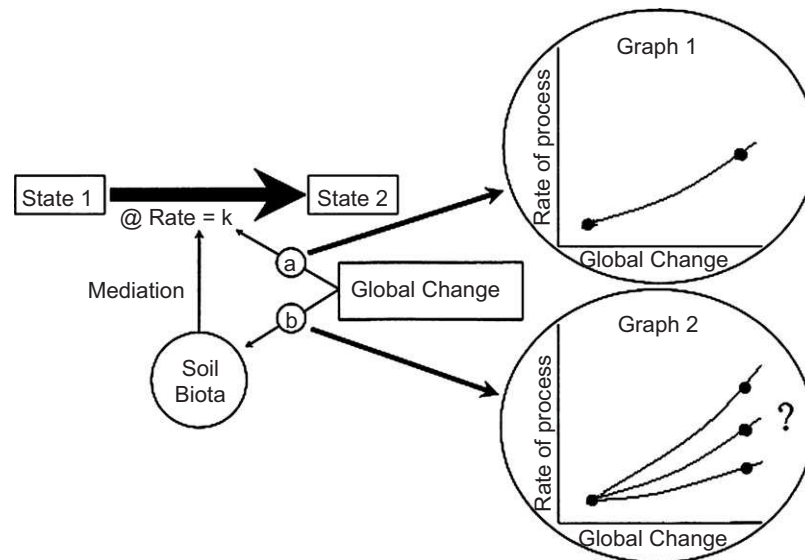 Graph 1
Rate of process
Global Change
State 1
State 2
@ Rate = k
a
Mediation
Global Change
b
Soil
Biota
Graph 2
Rate of process
?
Global Change